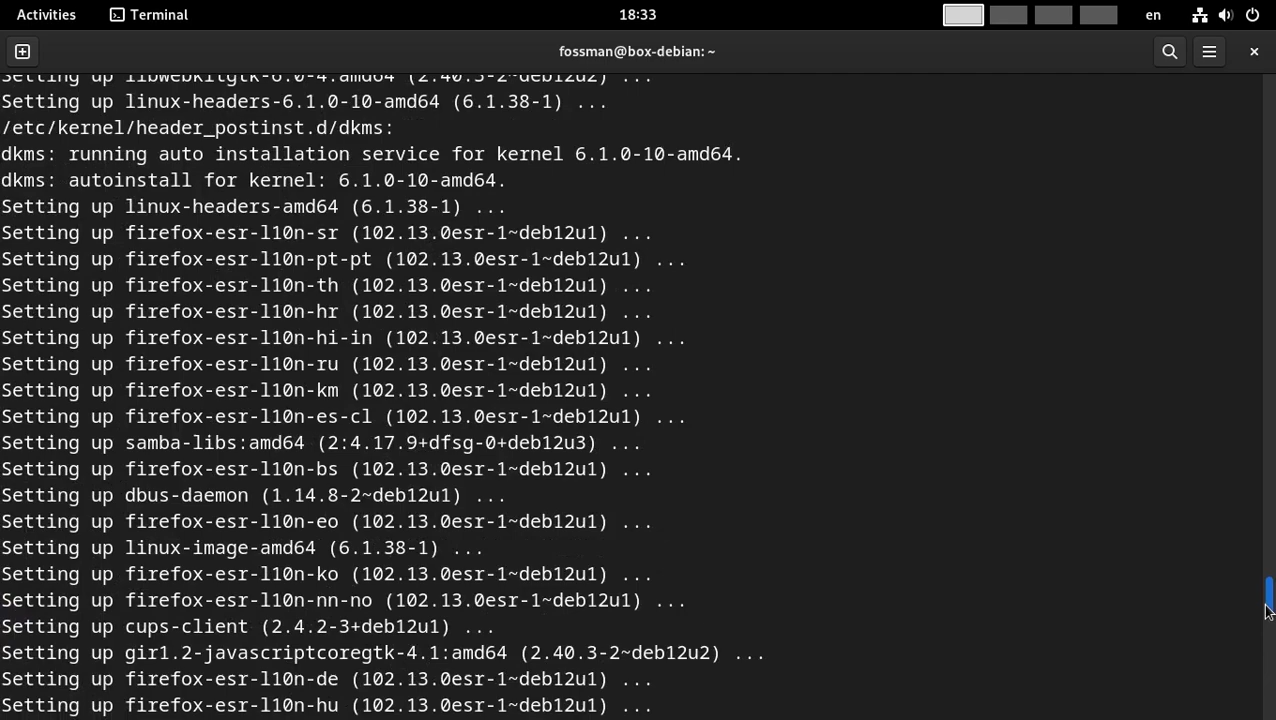 Activities Terminal 18:33 en
fossman@box-debian: ~
Setting up libwebkitgtk-6.0-4:amd64 (2.40.3-2~deb12u2) ...
Setting up linux-headers-6.1.0-10-amd64 (6.1.38-1) ...
/etc/kernel/header_postinst.d/dkms:
dkms: running auto installation service for kernel 6.1.0-10-amd64.
dkms: autoinstall for kernel: 6.1.0-10-amd64.
Setting up linux-headers-amd64 (6.1.38-1) ...
Setting up firefox-esr-l10n-sr (102.13.0esr-1~deb12u1) ...
Setting up firefox-esr-l10n-pt-pt (102.13.0esr-1~deb12u1) ...
Setting up firefox-esr-l10n-th (102.13.0esr-1~deb12u1) ...
Setting up firefox-esr-l10n-hr (102.13.0esr-1~deb12u1) ...
Setting up firefox-esr-l10n-hi-in (102.13.0esr-1~deb12u1) ...
Setting up firefox-esr-l10n-ru (102.13.0esr-1~deb12u1) ...
Setting up firefox-esr-l10n-km (102.13.0esr-1~deb12u1) ...
Setting up firefox-esr-l10n-es-cl (102.13.0esr-1~deb12u1) ...
Setting up samba-libs:amd64 (2:4.17.9+dfsg-0+deb12u3) ...
Setting up firefox-esr-l10n-bs (102.13.0esr-1~deb12u1) ...
Setting up dbus-daemon (1.14.8-2~deb12u1) ...
Setting up firefox-esr-l10n-eo (102.13.0esr-1~deb12u1) ...
Setting up linux-image-amd64 (6.1.38-1) ...
Setting up firefox-esr-l10n-ko (102.13.0esr-1~deb12u1) ...
Setting up firefox-esr-l10n-nn-no (102.13.0esr-1~deb12u1) ...
Setting up cups-client (2.4.2-3+deb12u1) ...
Setting up gir1.2-javascriptcoregtk-4.1:amd64 (2.40.3-2~deb12u2) ...
Setting up firefox-esr-l10n-de (102.13.0esr-1~deb12u1) ...
Setting up firefox-esr-l10n-hu (102.13.0esr-1~deb12u1) ...